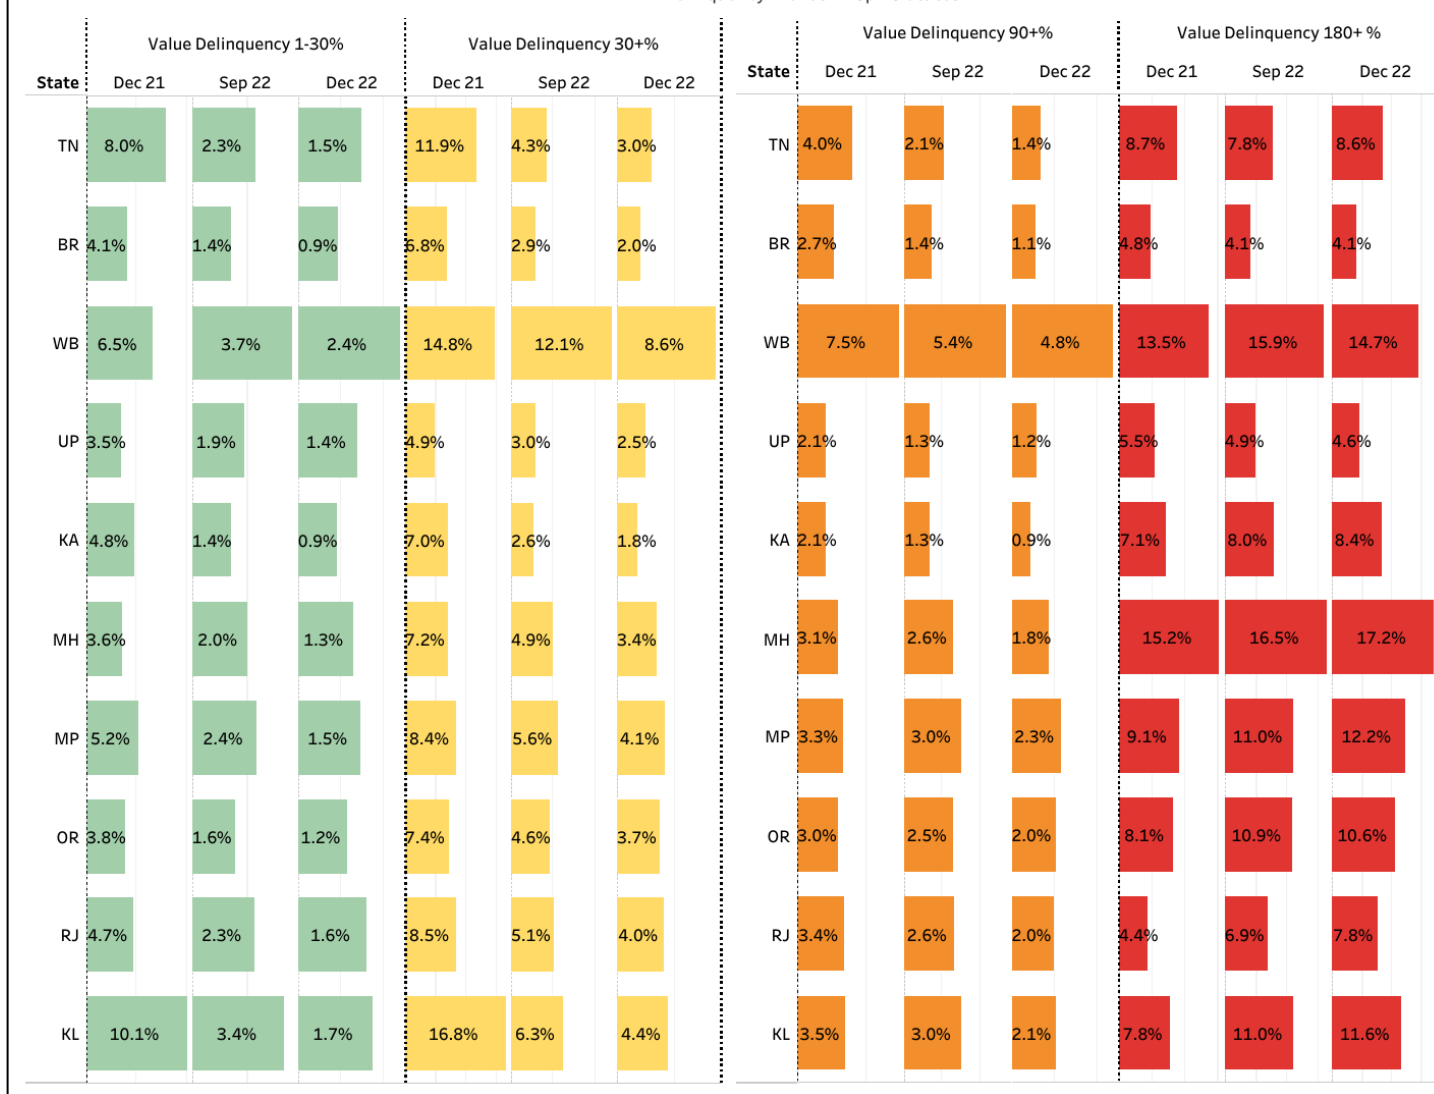 Value Delinquency 1-30% Value Delinquency 30+% Value Delinquency 90+% Value Delinquency 180+ %
State Dec 21 Sep 22 Dec 22 Dec 21 Sep 22 Dec 22 State Dec 21 Sep 22 Dec 22 Dec 21 Sep 22 Dec 22
TN 8.0% 2.3% 1.5% 11.9% 4.3% 3.0% TN 4.0% 2.1% 1.4% 8.7% 7.8% 8.6%
BR 4.1% 1.4% 0.9% 6.8% 2.9% 2.0% BR 2.7% 1.4% 1.1% 4.8% 4.1% 4.1%
WB 6.5% 3.7% 2.4% 14.8% 12.1% 8.6% WB 7.5% 5.4% 4.8% 13.5% 15.9% 14.7%
UP 3.5% 1.9% 1.4% 4.9% 3.0% 2.5% UP 2.1% 1.3% 1.2% 5.5% 4.9% 4.6%
KA 4.8% 1.4% 0.9% 7.0% 2.6% 1.8% KA 2.1% 1.3% 0.9% 7.1% 8.0% 8.4%
MH 3.6% 2.0% 1.3% 7.2% 4.9% 3.4% MH 3.1% 2.6% 1.8% 15.2% 16.5% 17.2%
MP 5.2% 2.4% 1.5% 8.4% 5.6% 4.1% MP 3.3% 3.0% 2.3% 9.1% 11.0% 12.2%
OR 3.8% 1.6% 1.2% 7.4% 4.6% 3.7% OR 3.0% 2.5% 2.0% 8.1% 10.9% 10.6%
RJ 4.7% 2.3% 1.6% 8.5% 5.1% 4.0% RJ 3.4% 2.6% 2.0% 4.4% 6.9% 7.8%
KL 10.1% 3.4% 1.7% 16.8% 6.3% 4.4% KL 3.5% 3.0% 2.1% 7.8% 11.0% 11.6%